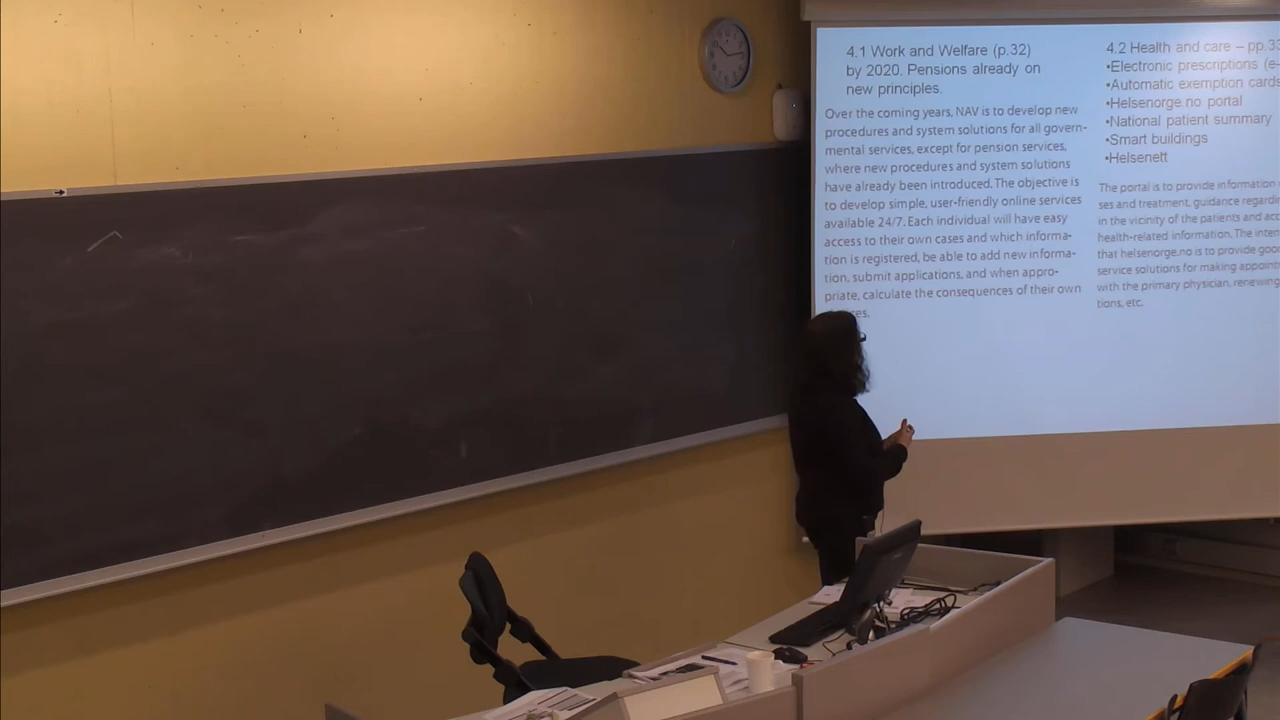 4.1 Work and Welfare (p.32)
by 2020. Pensions already on
new principles.
Over the coming years, NAV is to develop new
procedures and system solutions for all govern-
mental services, except for pension services,
where new procedures and system solutions
have already been introduced. The objective is
to develop simple, user-friendly online services
available 24/7. Each individual will have easy
access to their own cases and which informa-
tion is registered, be able to add new informa-
tion, submit applications, and when appro-
priate, calculate the consequences of their own
4.2 Health and care – pp.33
•Electronic prescriptions (e-
•Automatic exemption cards
•Helsenorge.no portal
•National patient summary
•Smart buildings
•Helsenett
The portal is to provide information
ses and treatment, guidance regardi
in the vicinity of the patients and acc
health-related information. The inten
that helsenorge.no is to provide goo
service solutions for making appoint
with the primary physician, renewing
tions, etc.